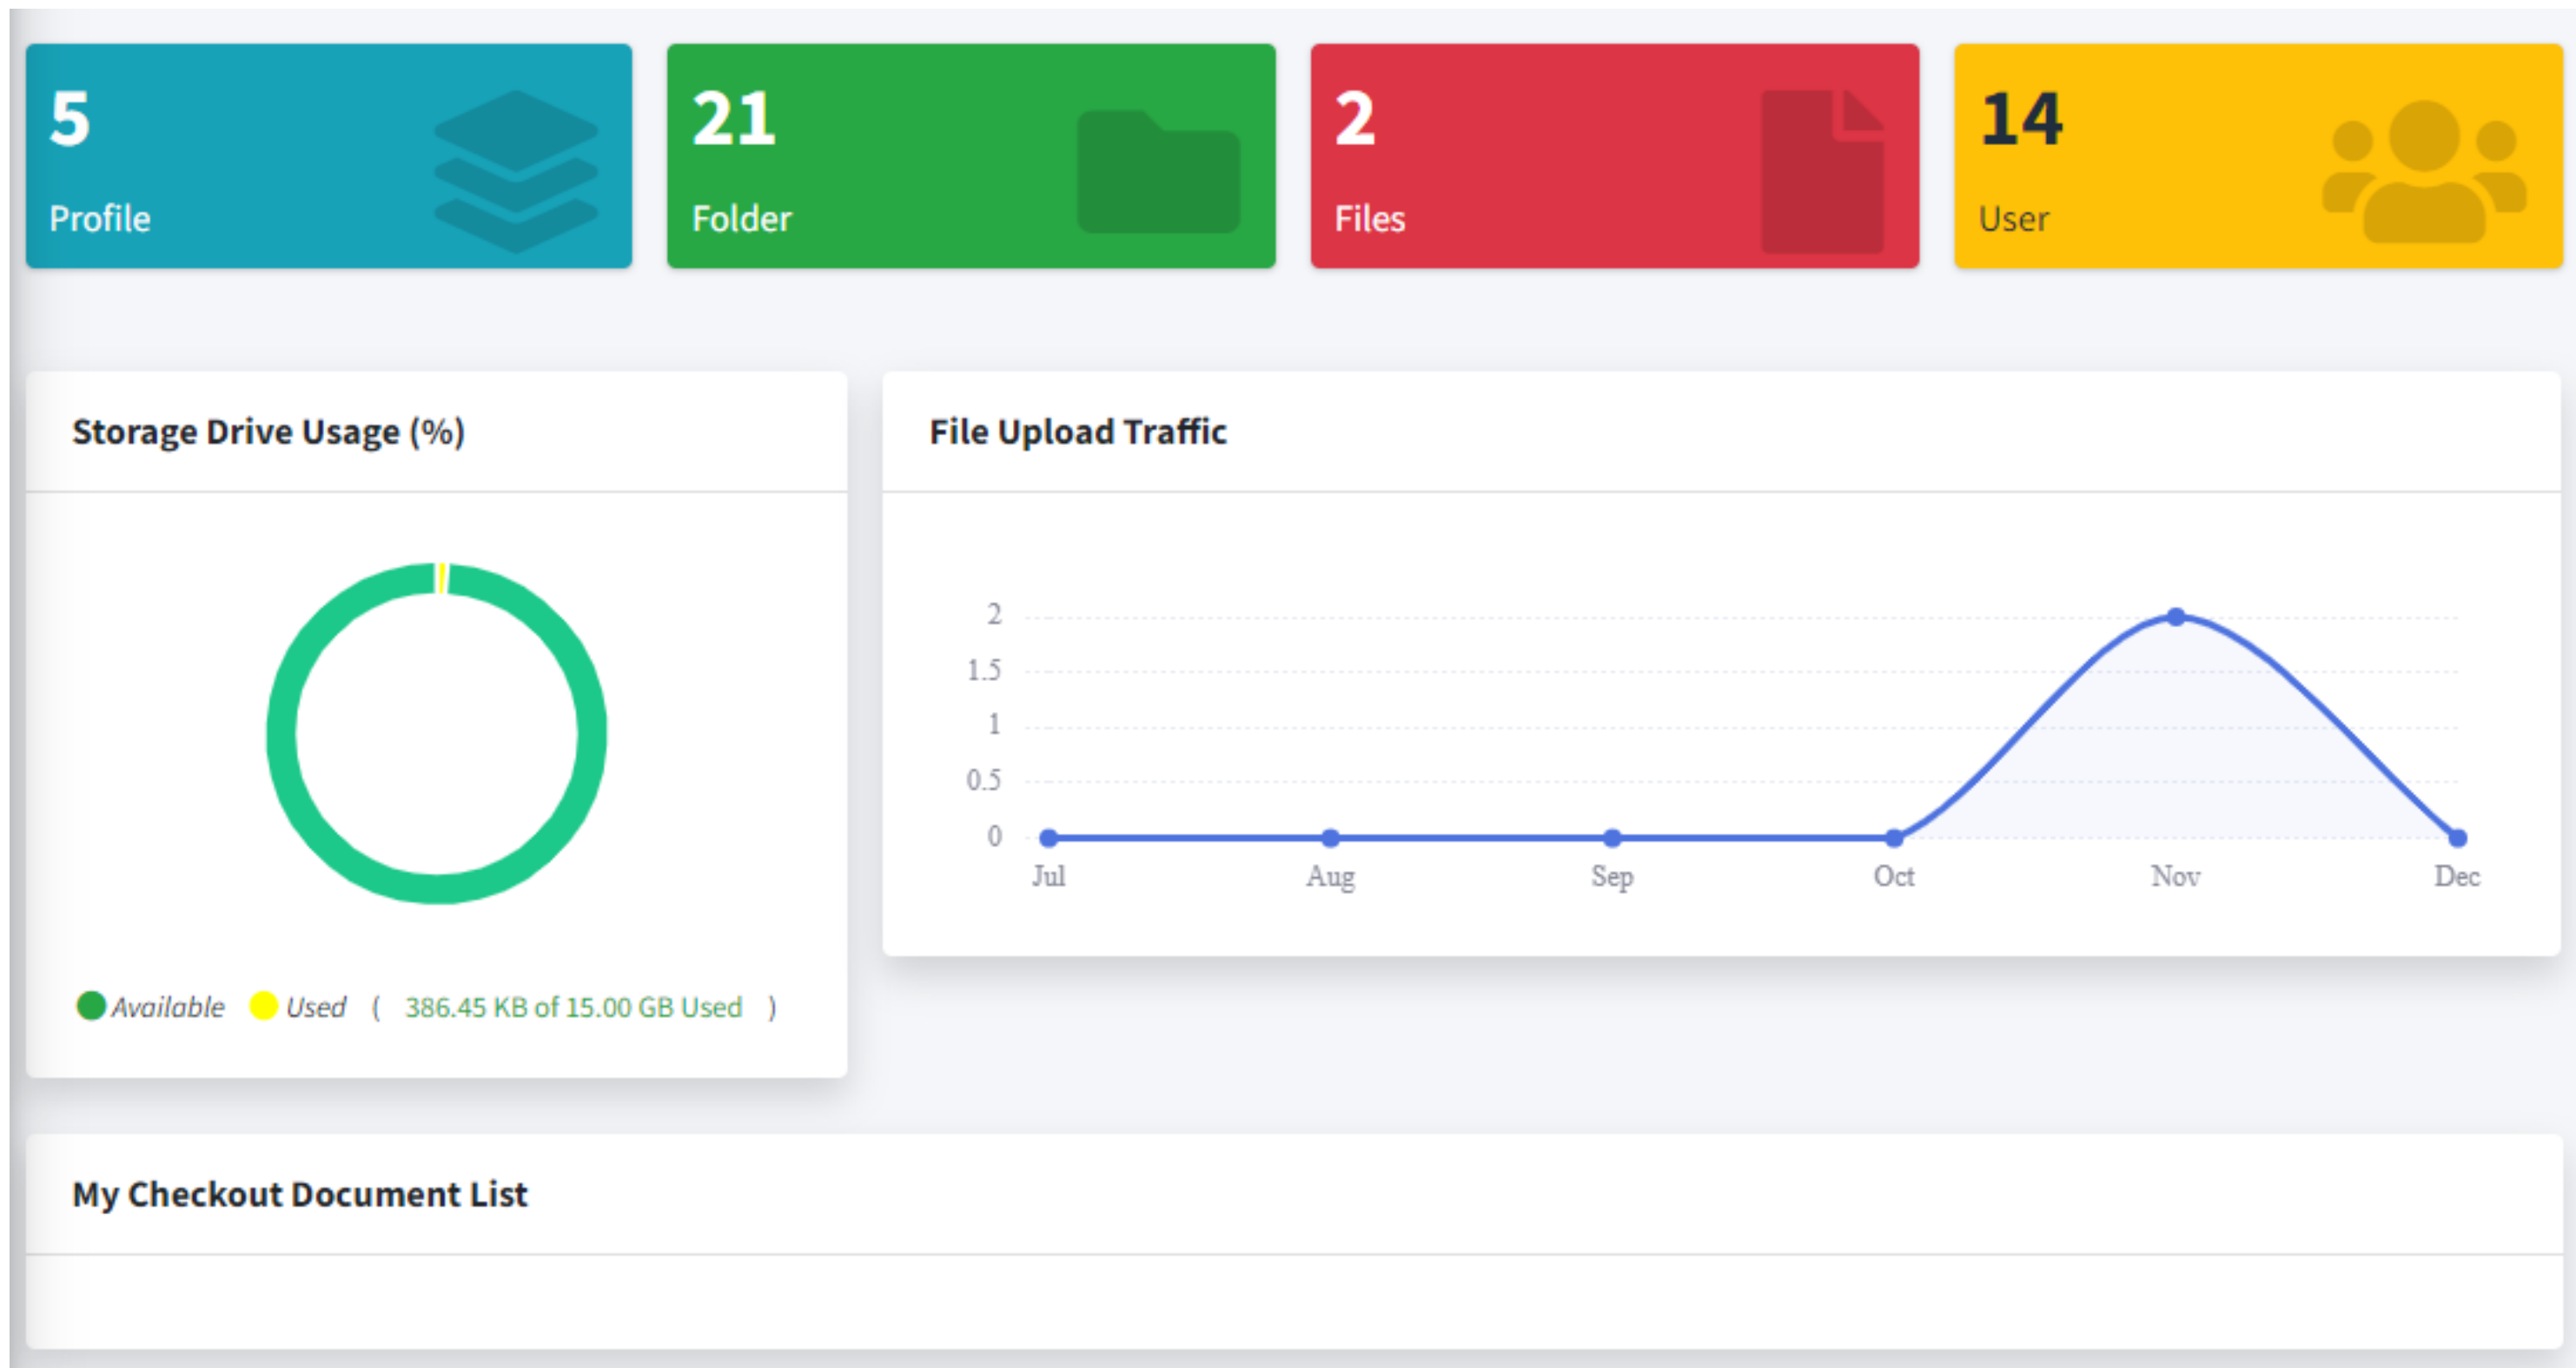 5
Profile
21
Folder
2
Files
14
User
Storage Drive Usage (%)
Available Used ( 386.45 KB of 15.00 GB Used )
File Upload Traffic
2
1.5
1
0.5
0
Jul Aug Sep Oct Nov Dec
My Checkout Document List